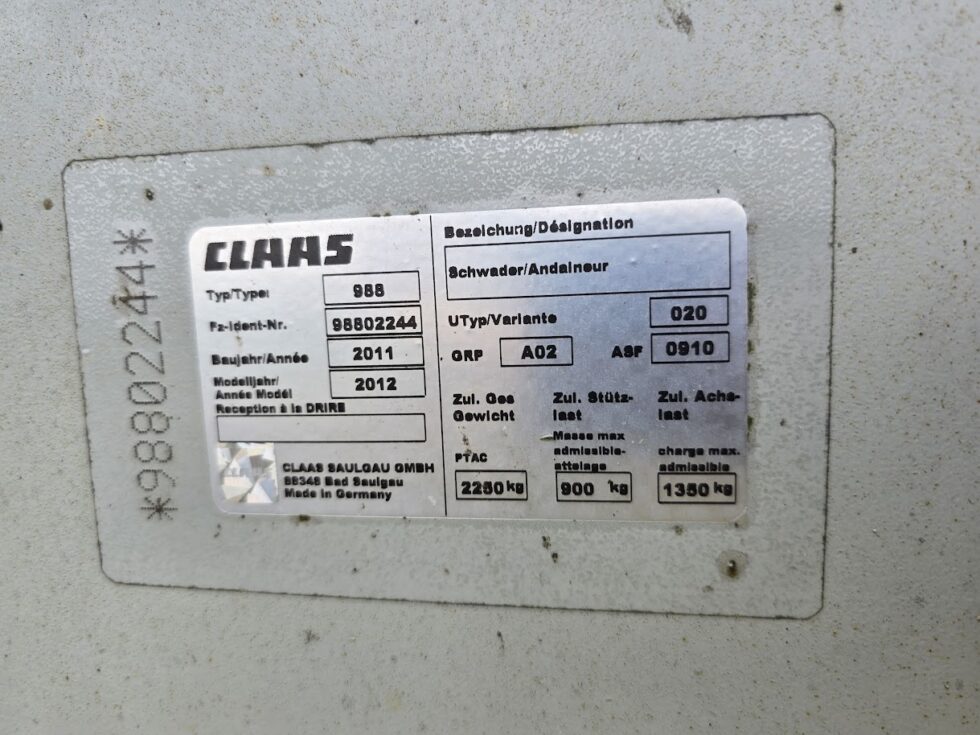 *98802244*
CLAAS
Typ/Type: 988
Fz-Ident-Nr. 98802244
Baujahr/Année 2011
Modelljahr/
Année Modél 2012
Reception à la DRIRE
CLAAS SAULGAU GMBH
88348 Bad Saulgau
Made in Germany
Bezeichung/Désignation
Schwader/Andaineur
UTyp/Variante 020
GRP A02 ASF 0910
Zul. Ges
Gewicht
PTAC
2250 kg
Zul. Stütz-
last
Masse max
admissible-
attelage
900 kg
Zul. Achs-
last
charge max.
admissible
1350 kg